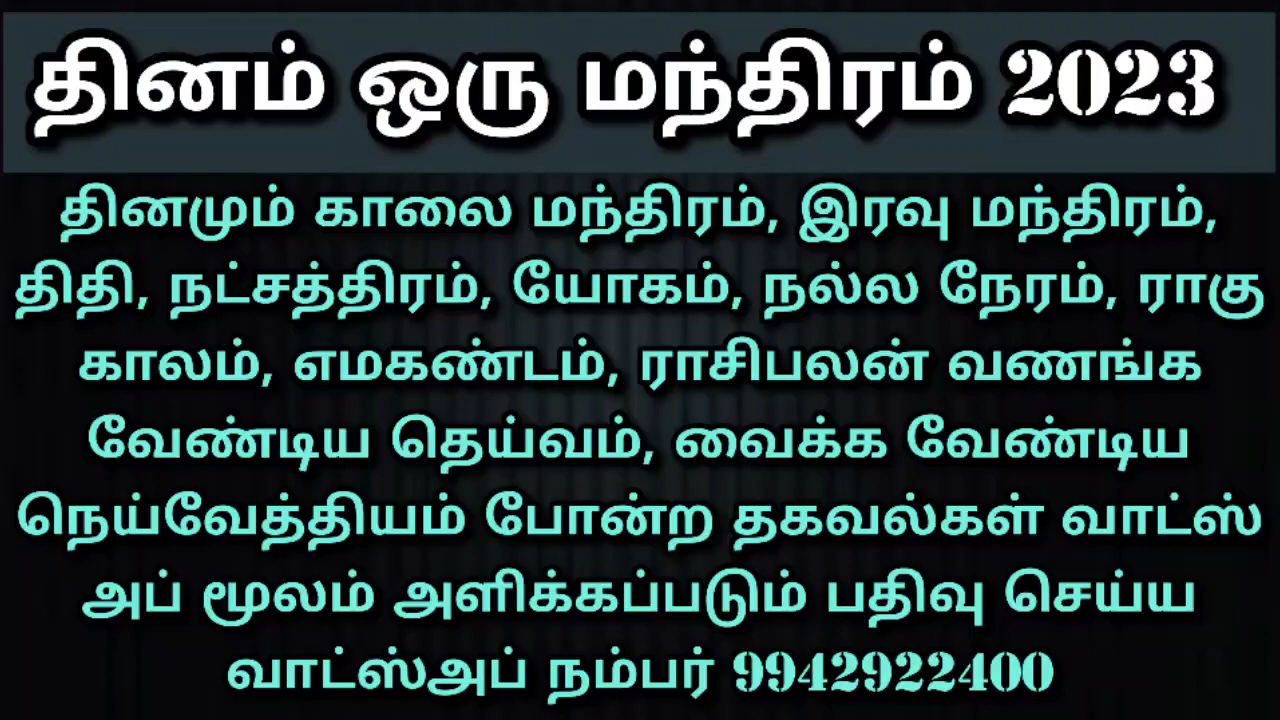 தினம் ஒரு மந்திரம் 2023
தினமும் காலை மந்திரம், இரவு மந்திரம்,
திதி, நட்சத்திரம், யோகம், நல்ல நேரம், ராகு
காலம், எமகண்டம், ராசிபலன் வணங்க
வேண்டிய தெய்வம், வைக்க வேண்டிய
நெய்வேத்தியம் போன்ற தகவல்கள் வாட்ஸ்
அப் மூலம் அளிக்கப்படும் பதிவு செய்ய
வாட்ஸ்அப் நம்பர் 9942922400